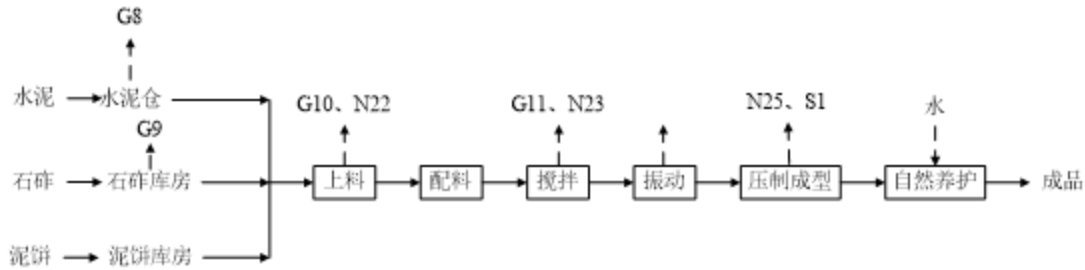 G8
水泥
水泥仓
G9
G10、N22
G11、N23
N25、S1
水
石砟
石砟库房
上料
配料
搅拌
振动
压制成型
自然养护
成品
泥饼
泥饼库房